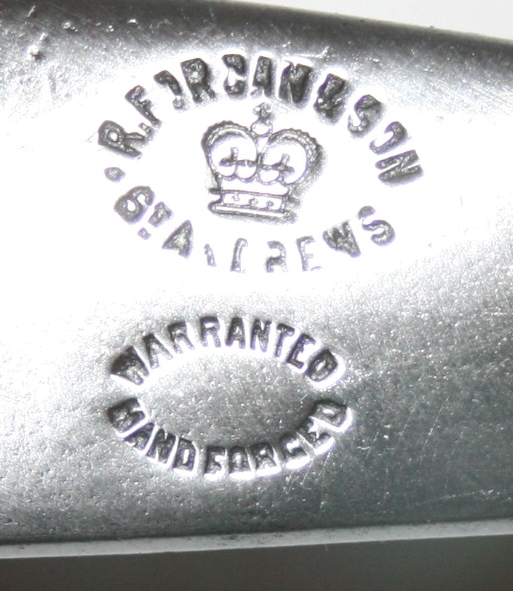 R. FORGAN & SON
ST ANDREWS
WARRANTED
HAND FORGED